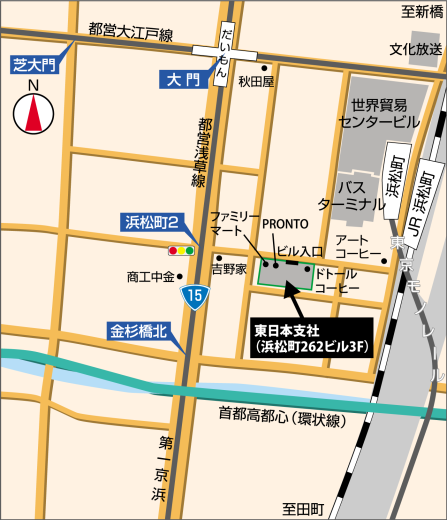 至新橋
都営大江戸線
だいもん
文化放送
芝大門
大門
秋田屋
N
世界貿易
センタービル
都営浅草線
浜松町
JR 浜松町
バス
ターミナル
浜松町2
ファミリー
マート
PRONTO
ビル入口
アート
コーヒー
東京モノレール
吉野家
ドトール
コーヒー
商工中金
15
金杉橋北
東日本支社
（浜松町262ビル3F）
首都高都心（環状線）
第一京浜
至田町